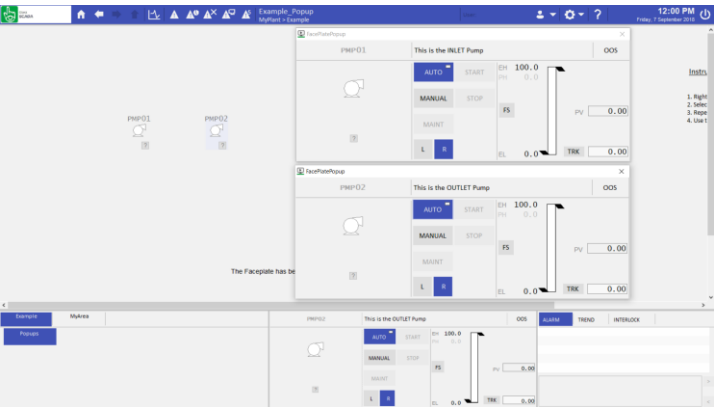 Example_Popup
MyPlant > Example
12:00 PM
Friday, 7 September 2018
?
FacePlatePopup
PMP01
This is the INLET Pump
OOS
AUTO
START
EH 100.0
PH 0.0
MANUAL
STOP
FS
PV 0.00
MAINT
?
L R
EL 0.0
TRK 0.00
PMP01
PMP02
?
?
Instru
1. Right
2. Selec
3. Repe
4. Use t
FacePlatePopup
PMP02
This is the OUTLET Pump
OOS
AUTO
START
EH 100.0
PH 0.0
MANUAL
STOP
FS
PV 0.00
MAINT
?
L R
EL 0.0
TRK 0.00
The Faceplate has be
Example
MyArea
Popups
PMP02
This is the OUTLET Pump
OOS
AUTO
START
EH 100.0
PH 0.0
MANUAL
STOP
FS
PV 0.00
MAINT
?
L R
EL 0.0
TRK 0.00
ALARM
TREND
INTERLOCK